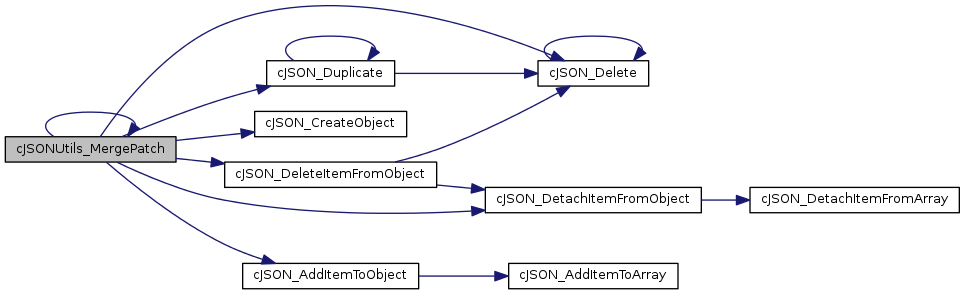 cJSON_Duplicate
cJSON_Delete
cJSON_CreateObject
cJSONUtils_MergePatch
cJSON_DeleteItemFromObject
cJSON_DetachItemFromObject
cJSON_DetachItemFromArray
cJSON_AddItemToObject
cJSON_AddItemToArray